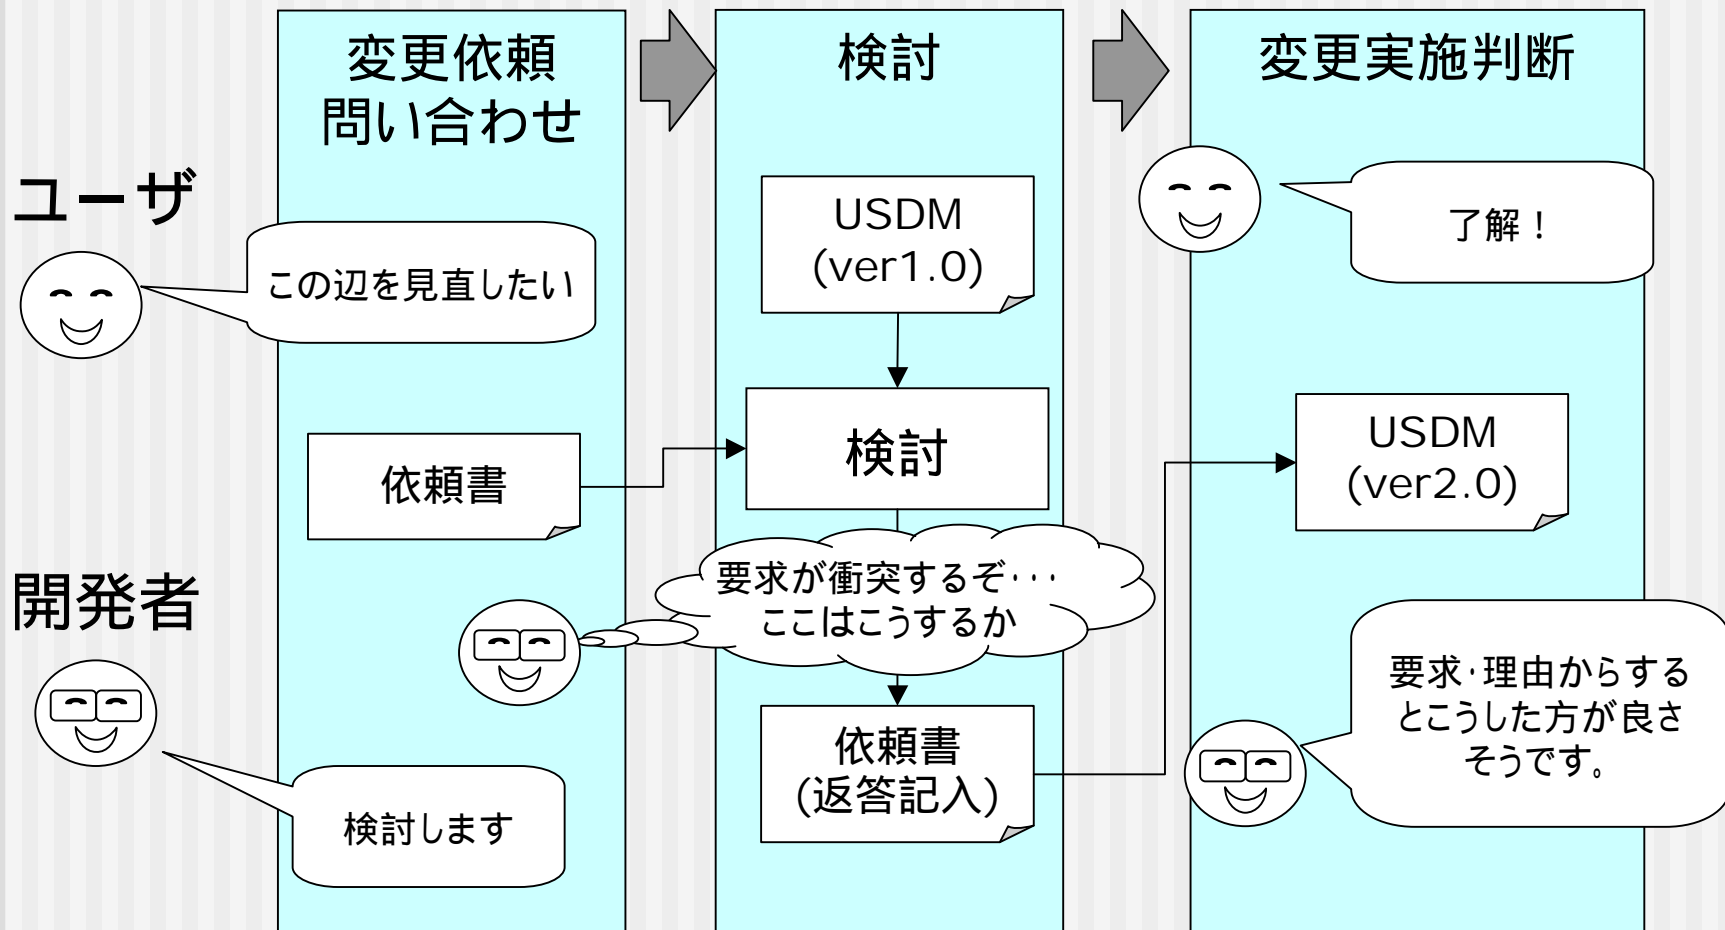 変更依頼
問い合わせ
検討
変更実施判断
ユーザ
この辺を見直したい
USDM
(ver1.0)
了解！
依頼書
検討
USDM
(ver2.0)
開発者
要求が衝突するぞ・・・
ここはこうするか
検討します
依頼書
(返答記入)
要求・理由からする
とこうした方が良さ
そうです。